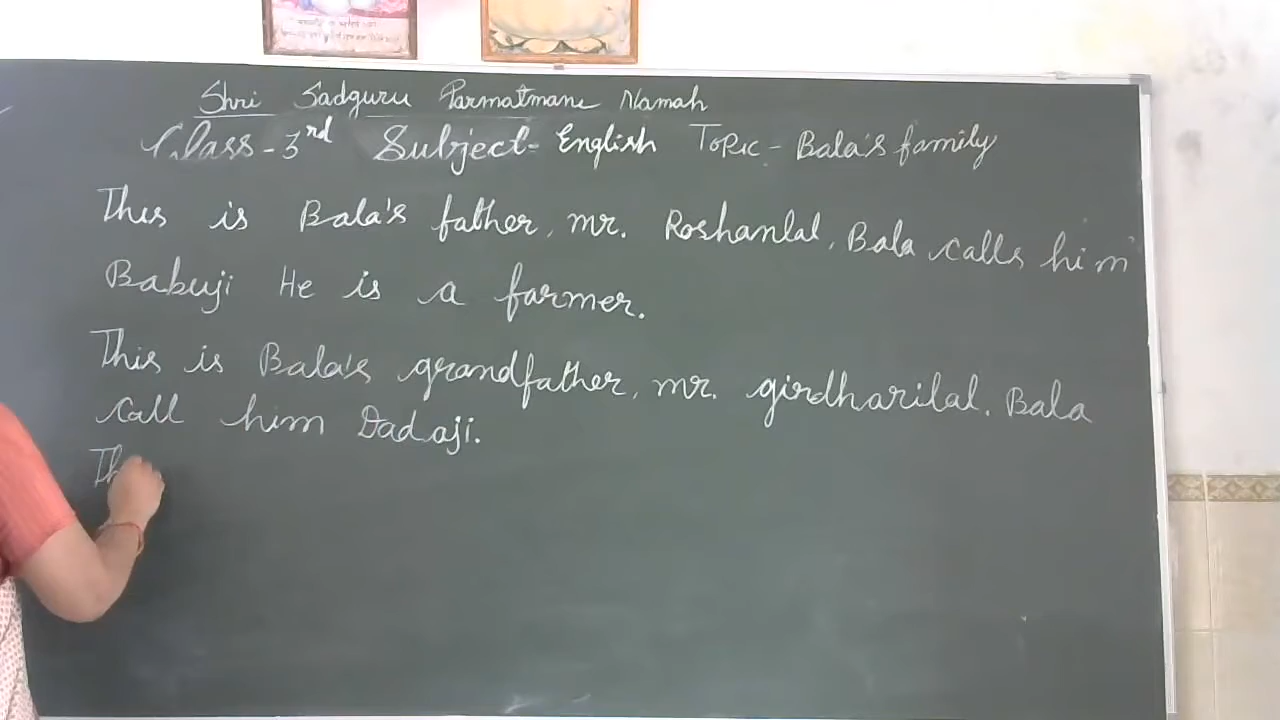 Shri Sadguru Parmatmane Namah
Class - 3rd Subject - English Topic - Bala's family
This is Bala's father, mr. Roshanlal, Bala calls him
Babuji He is a farmer.
This is Bala's grandfather, mr. girdharilal. Bala
call him Dadaji.
Th